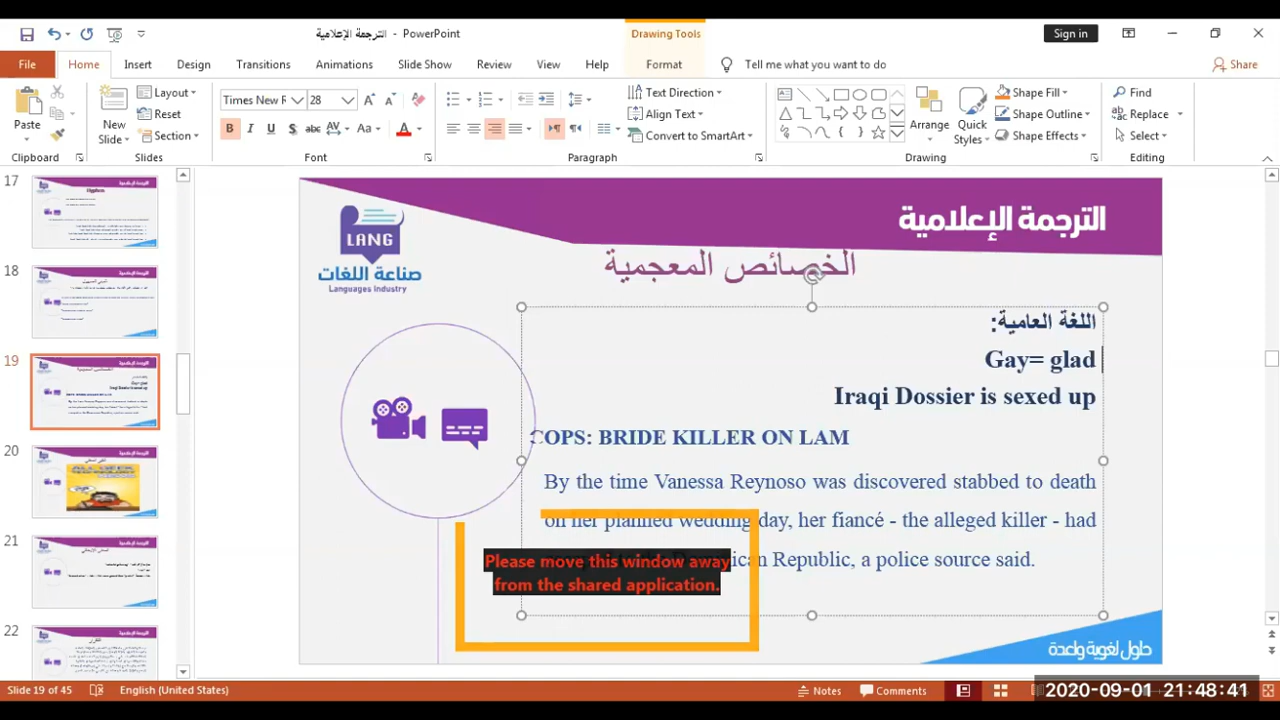 الترجمة الإعلامية - PowerPoint
Drawing Tools
Sign in
File
Home
Insert
Design
Transitions
Animations
Slide Show
Review
View
Help
Format
Tell me what you want to do
Share
Paste
New Slide
Layout
Reset
Section
Times New R
28
B I U S abc AV Aa A
Text Direction
Align Text
Convert to SmartArt
Arrange
Quick Styles
Shape Fill
Shape Outline
Shape Effects
Find
Replace
Select
Clipboard
Slides
Font
Paragraph
Drawing
Editing
17
18
19
20
21
22
LANG
صناعة اللغات
Languages Industry
الترجمة الإعلامية
الخصائص المعجمية
اللغة العامية:
Gay= glad
Iraqi Dossier is sexed up
COPS: BRIDE KILLER ON LAM
By the time Vanessa Reynoso was discovered stabbed to death
on her planned wedding day, her fiancé - the alleged killer - had
Republic, a police source said.
Please move this window away
from the shared application.
حلول لغوية واعدة
Slide 19 of 45
English (United States)
Notes
Comments
2020-09-01 21:48:41